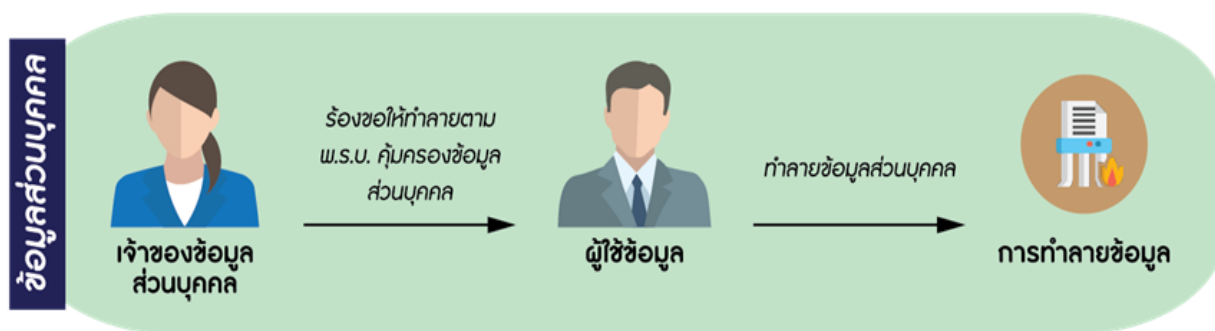 ข้อมูลส่วนบุคคล
เจ้าของข้อมูล
ส่วนบุคคล
ร้องขอให้ทำลายตาม
พ.ร.บ. คุ้มครองข้อมูล
ส่วนบุคคล
ผู้ใช้ข้อมูล
ทำลายข้อมูลส่วนบุคคล
การทำลายข้อมูล